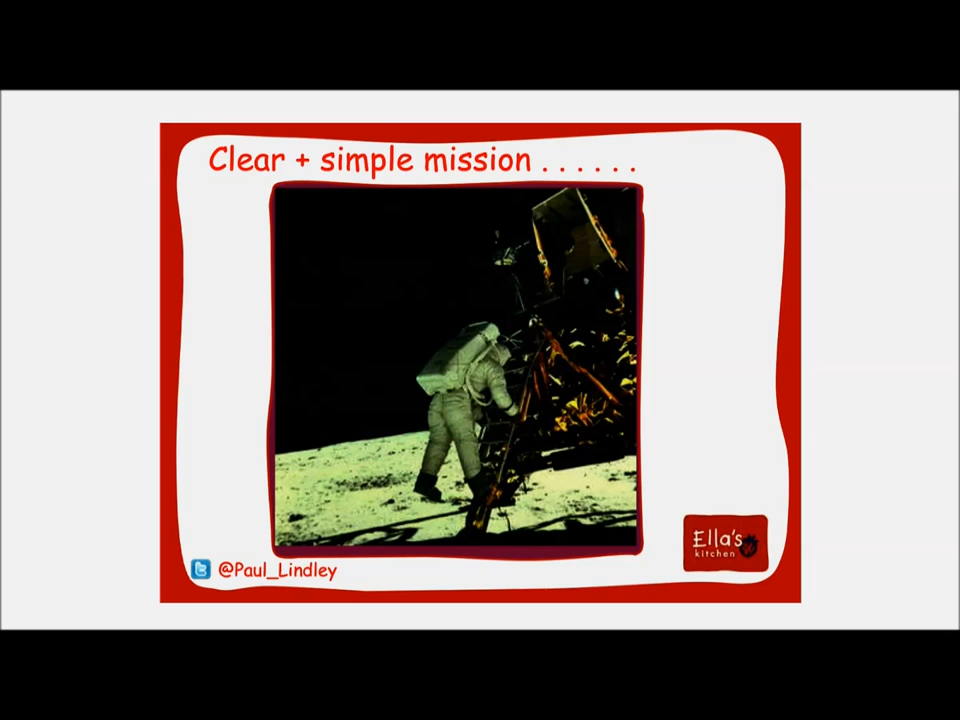 Clear + simple mission . . . . . .
Ella's
kitchen
@Paul_Lindley